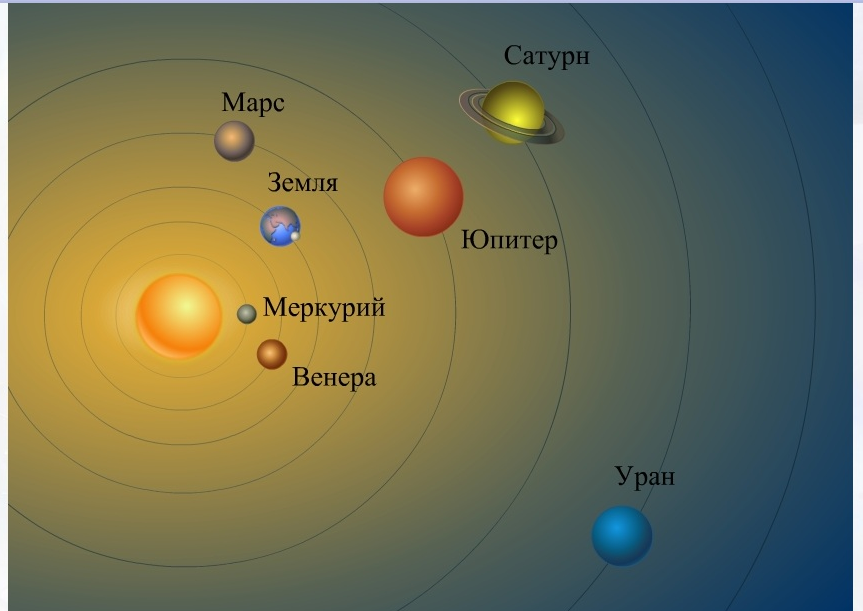 Сатурн
Марс
Земля
Юпитер
Меркурий
Венера
Уран